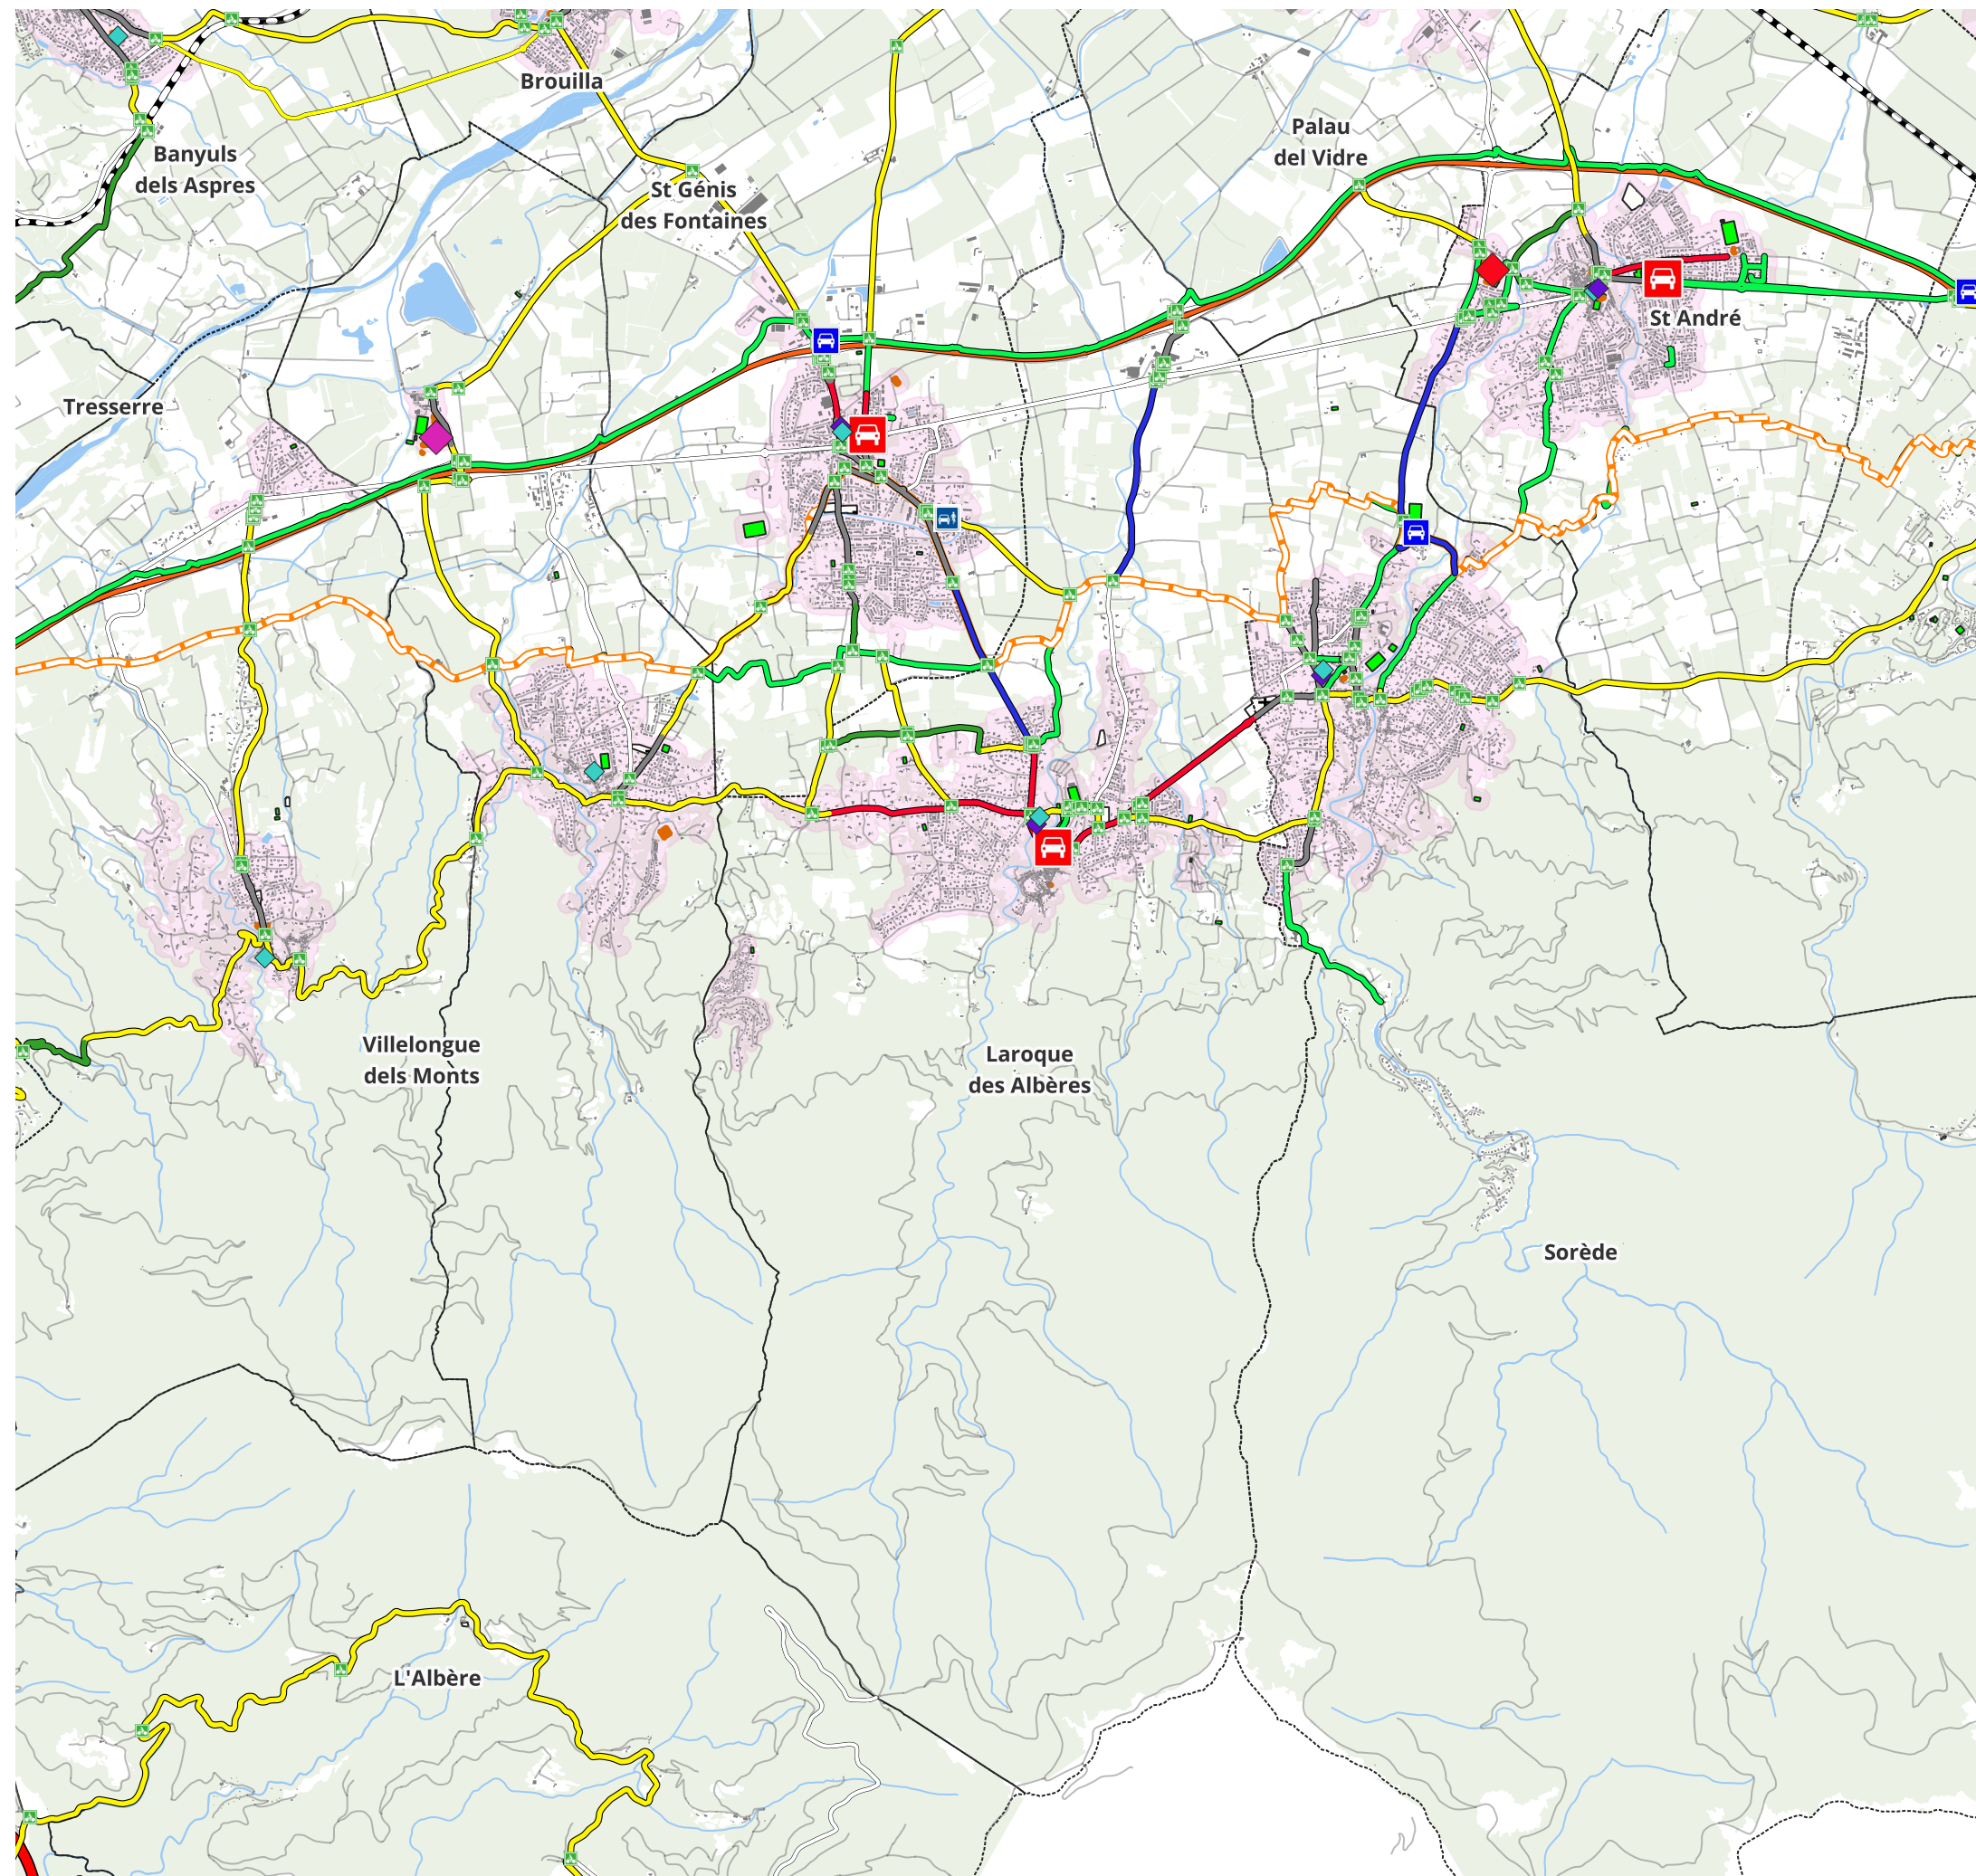 Brouilla
Banyuls
dels Aspres
Palau
del Vidre
St Génis
des Fontaines
St André
Tresserre
Villelongue
dels Monts
Laroque
des Albères
Sorède
L'Albère